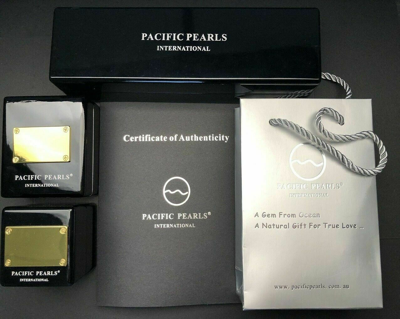 PACIFIC PEARLS
INTERNATIONAL
PACIFIC PEARLS®
INTERNATIONAL
PACIFIC PEARLS®
INTERNATIONAL
Certificate of Authenticity
PACIFIC PEARLS®
INTERNATIONAL
PACIFIC PEARLS®
INTERNATIONAL
A Gem From Ocean
A Natural Gift For True Love ...
www.pacificpearls.com.au